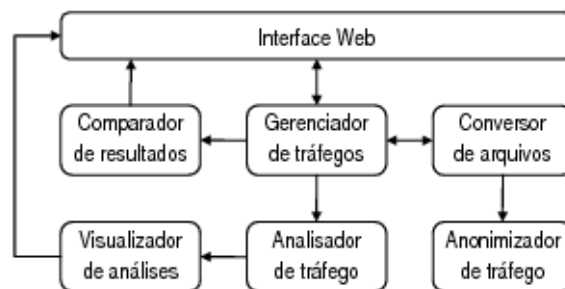 Interface Web
Comparador
de resultados
Gerenciador
de tráfegos
Conversor
de arquivos
Visualizador
de análises
Analisador
de tráfego
Anonimizador
de tráfego